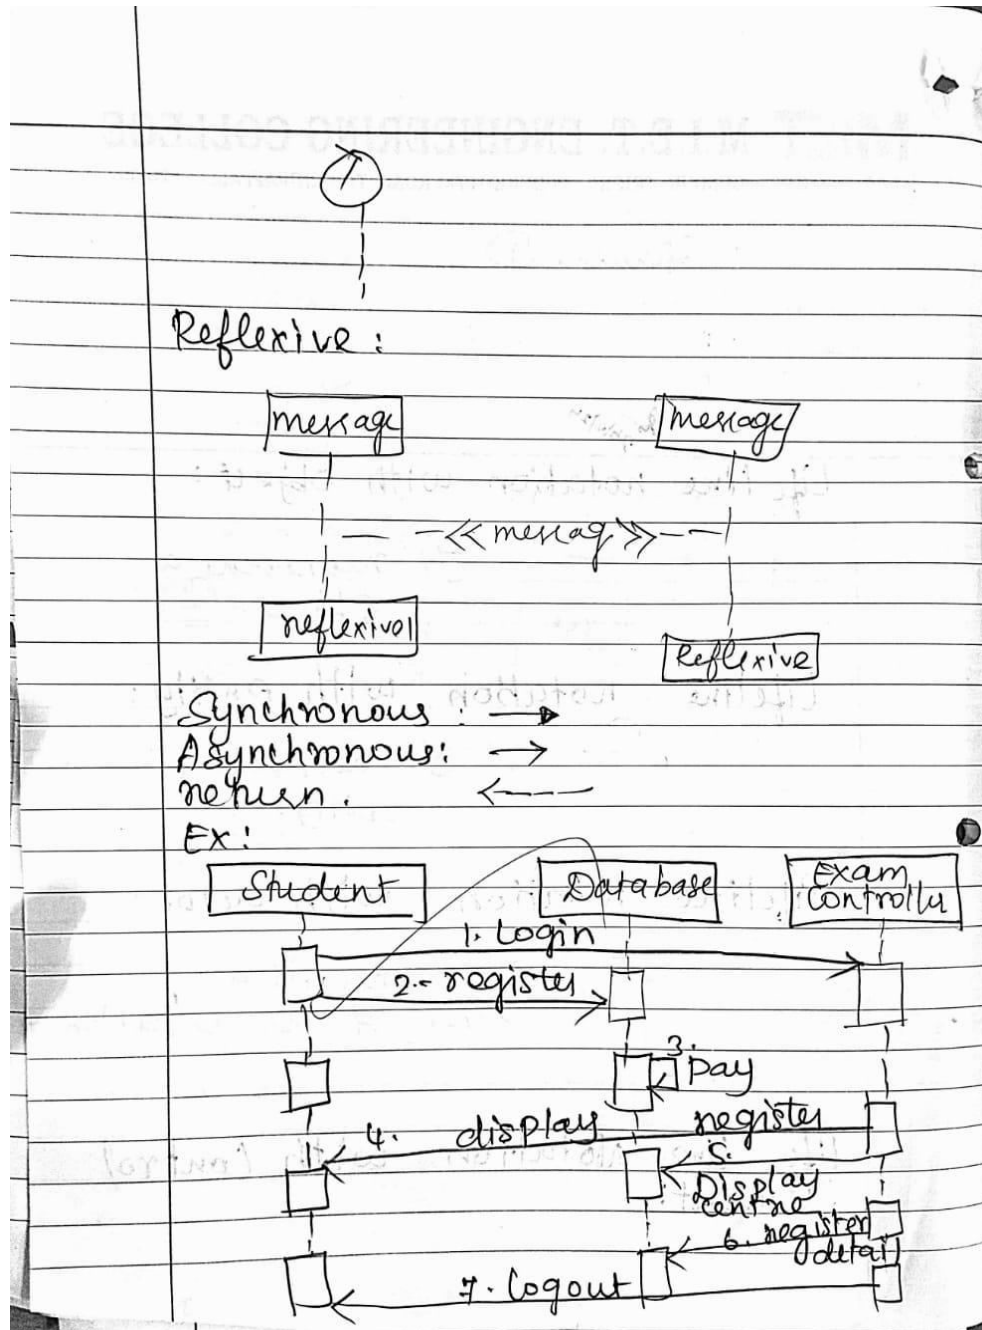 Reflexive :
message message
<< messag >>
reflexive Reflexive
Synchronous :
Asynchronous:
return .
Ex :
Student Database Exam
Controller
1. Login
2. register
3.
pay
4. display register
5.
Display
centre
6. register
detail
7. Logout